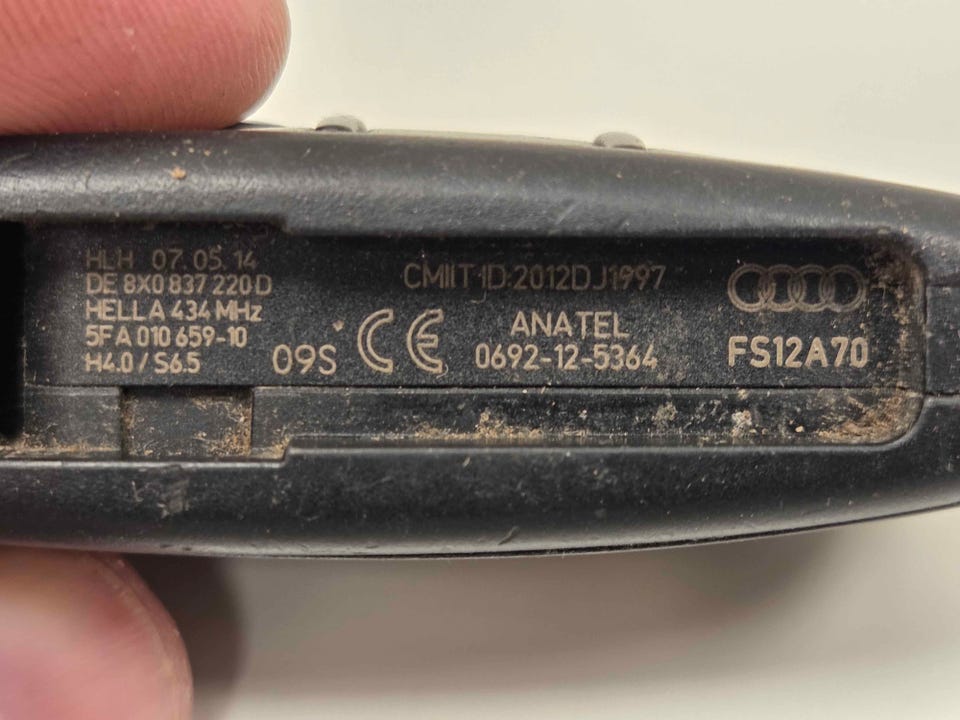 HLH 07.05.14
DE 8X0 837 220 D
HELLA 434 MHz
5FA 010 659-10
H4.0 / S6.5
09S
CE
CMIIT ID:2012DJ1997
ANATEL
0692-12-5364
FS12A70